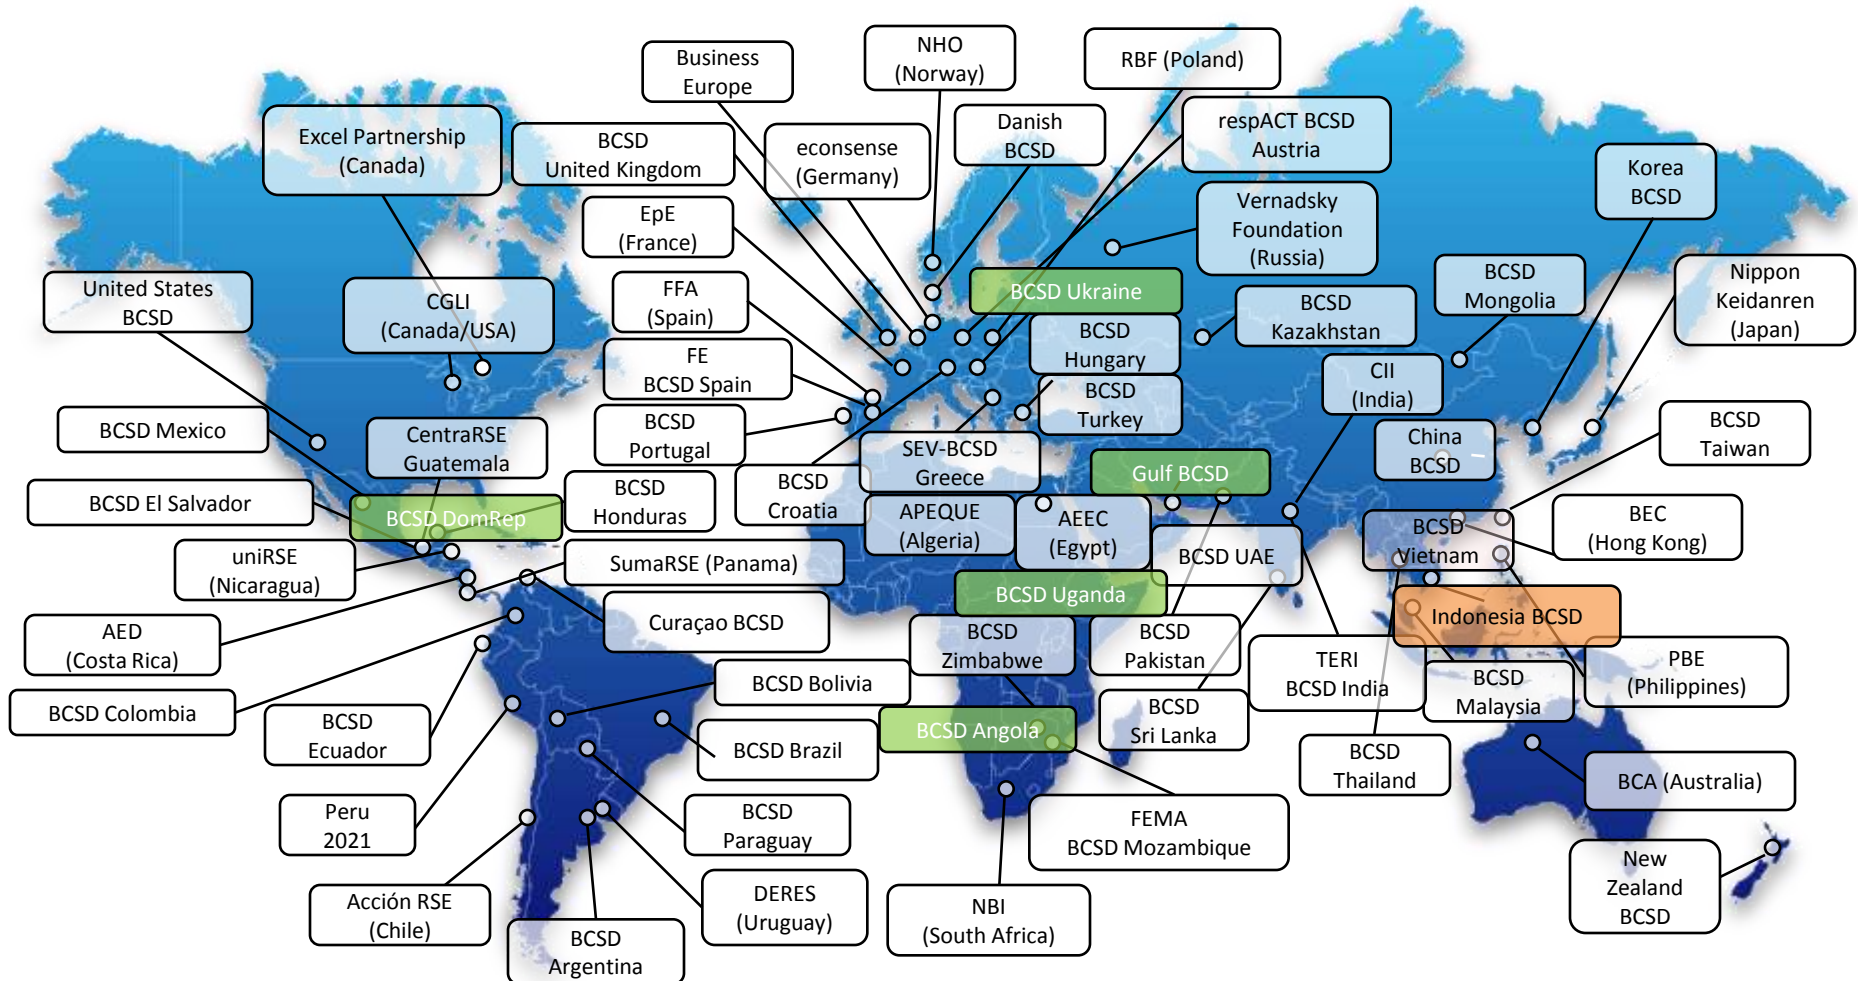 Business
Europe
NHO
(Norway)
RBF (Poland)
Excel Partnership
(Canada)
BCSD
United Kingdom
econsense
(Germany)
Danish
BCSD
respACT BCSD
Austria
Korea
BCSD
EpE
(France)
Vernadsky
Foundation
(Russia)
United States
BCSD
CGLI
(Canada/USA)
FFA
(Spain)
BCSD Ukraine
BCSD
Kazakhstan
BCSD
Mongolia
Nippon
Keidanren
(Japan)
FE
BCSD Spain
BCSD
Hungary
CII
(India)
BCSD Mexico
CentraRSE
Guatemala
BCSD
Portugal
BCSD
Turkey
China
BCSD
BCSD
Taiwan
SEV-BCSD
Greece
Gulf BCSD
BCSD El Salvador
BCSD DomRep
BCSD
Honduras
BCSD
Croatia
APEQUE
(Algeria)
AEEC
(Egypt)
BCSD UAE
BCSD
Vietnam
BEC
(Hong Kong)
uniRSE
(Nicaragua)
SumaRSE (Panama)
BCSD Uganda
Indonesia BCSD
AED
(Costa Rica)
Curaçao BCSD
BCSD
Zimbabwe
BCSD
Pakistan
TERI
BCSD India
BCSD
Malaysia
PBE
(Philippines)
BCSD Colombia
BCSD
Ecuador
BCSD Bolivia
BCSD Brazil
BCSD Angola
BCSD
Sri Lanka
BCSD
Thailand
BCA (Australia)
Peru
2021
BCSD
Paraguay
FEMA
BCSD Mozambique
New
Zealand
BCSD
Acción RSE
(Chile)
BCSD
Argentina
DERES
(Uruguay)
NBI
(South Africa)